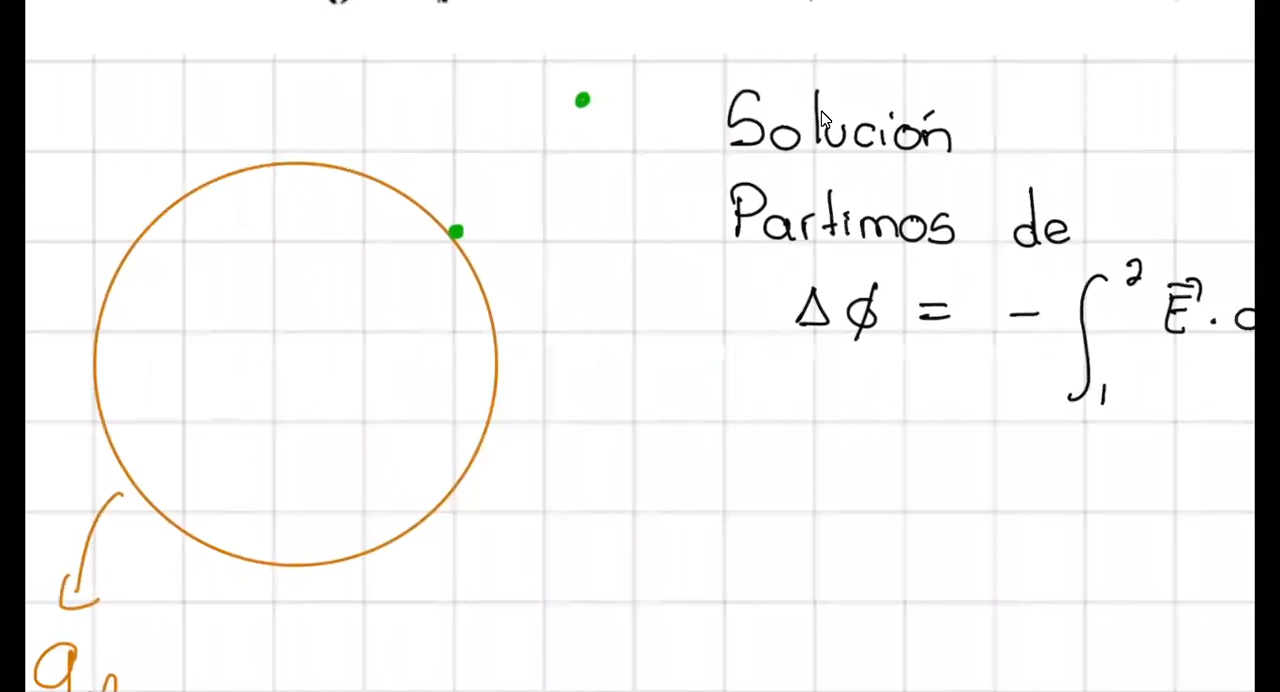 Solución
Partimos de
Δϕ = - ∫₁² E⃗ ·
q